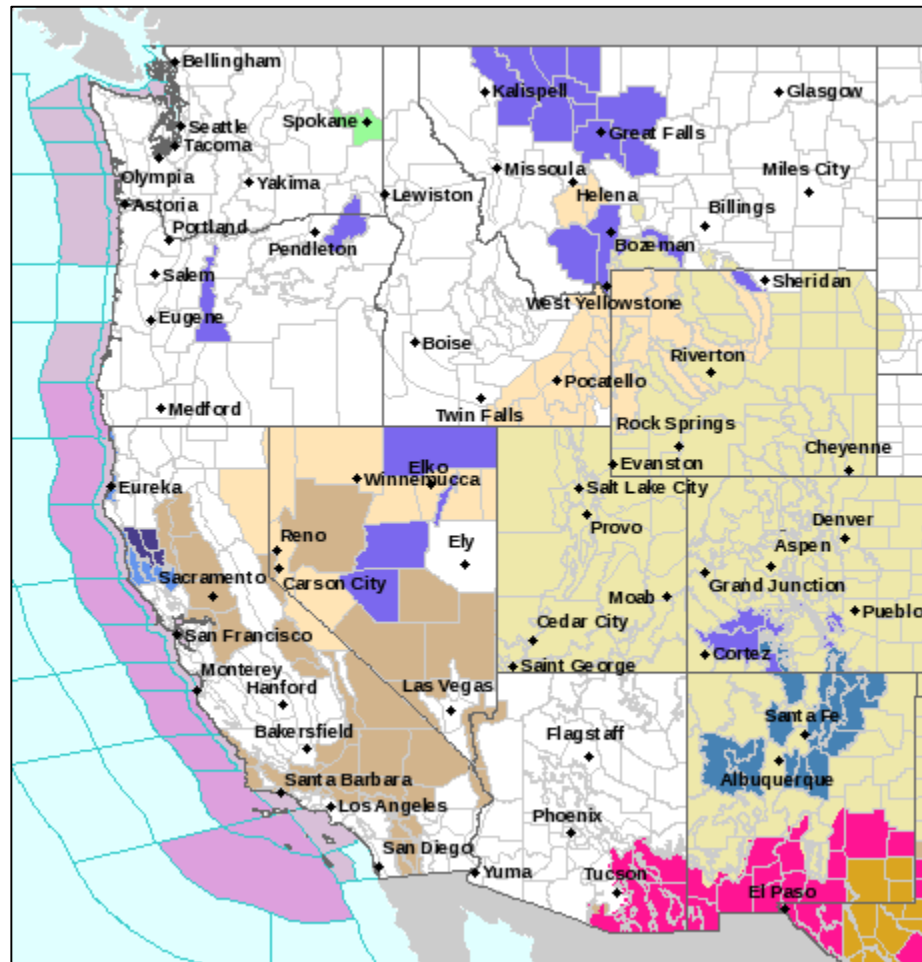 Bellingham
Kalispell
Glasgow
Spokane
Seattle
Great Falls
Tacoma
Missoula
Miles City
Olympia
Yakima
Lewiston
Helena
Astoria
Billings
Portland
Pendleton
Bozeman
Salem
Sheridan
West Yellowstone
Eugene
Boise
Riverton
Pocatello
Medford
Twin Falls
Rock Springs
Cheyenne
Elko
Evanston
Winnemucca
Eureka
Salt Lake City
Provo
Denver
Reno
Ely
Aspen
Sacramento
Carson City
Grand Junction
Moab
Pueblo
Cedar City
San Francisco
Cortez
Saint George
Monterey
Hanford
Las Vegas
Santa Fe
Bakersfield
Flagstaff
Santa Barbara
Albuquerque
Los Angeles
Phoenix
San Diego
Yuma
Tucson
El Paso